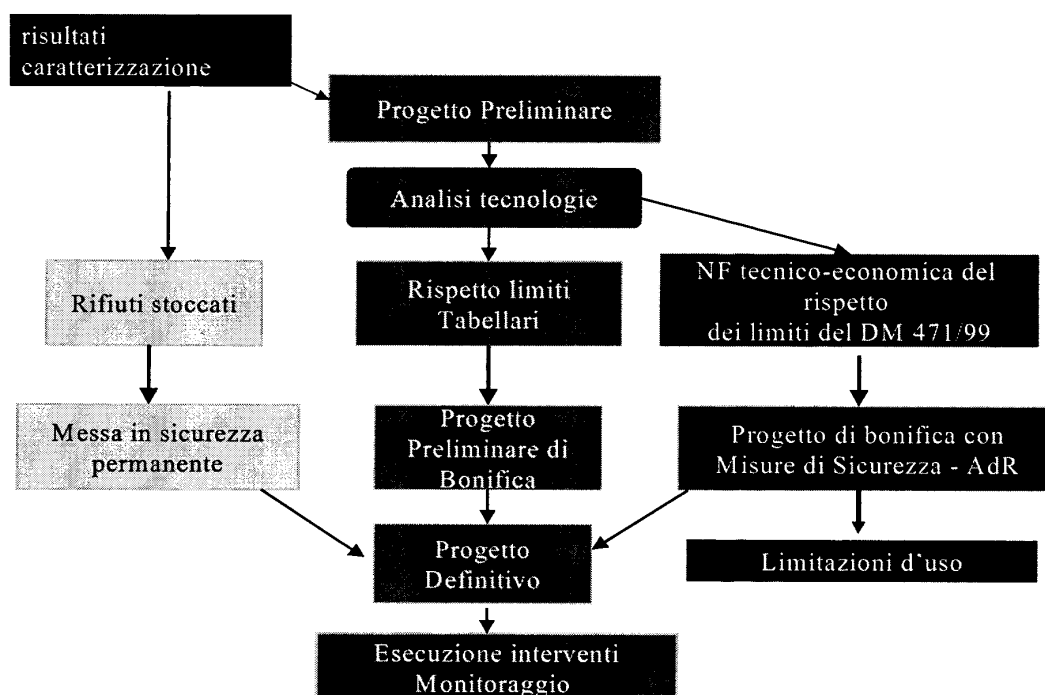 risultati
caratterizzazione
Progetto Preliminare
Analisi tecnologie
Rifiuti stoccati
Rispetto limiti
Tabellari
NF tecnico-economica del
rispetto
dei limiti del DM 471/99
Messa in sicurezza
permanente
Progetto
Preliminare di
Bonifica
Progetto di bonifica con
Misure di Sicurezza - AdR
Progetto
Definitivo
Limitazioni d'uso
Esecuzione interventi
Monitoraggio